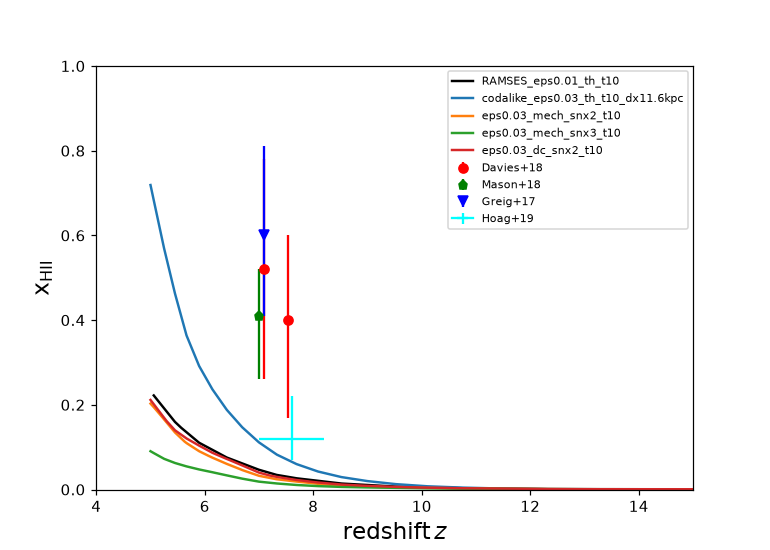 1.0
0.8
0.6
0.4
0.2
0.0
xHII
RAMSES_eps0.01_th_t10
codalike_eps0.03_th_t10_dx11.6kpc
eps0.03_mech_snx2_t10
eps0.03_mech_snx3_t10
eps0.03_dc_snx2_t10
Davies+18
Mason+18
Greig+17
Hoag+19
4 6 8 10 12 14
redshift z